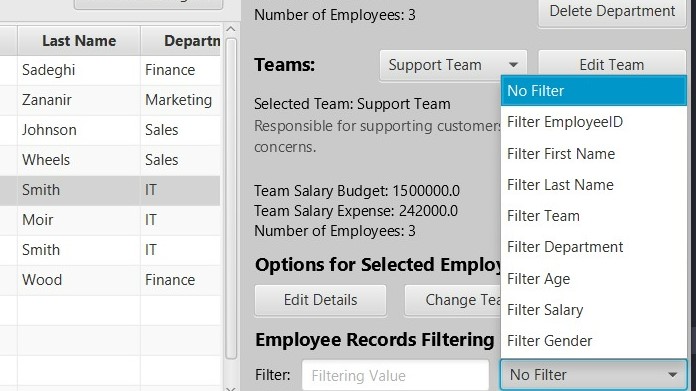 Number of Employees: 3
Delete Department
Last Name
Sadeghi Finance
Zananir Marketing
Johnson Sales
Wheels Sales
Smith IT
Moir IT
Smith IT
Wood Finance
Teams:
Support Team
Edit Team
Selected Team: Support Team
Responsible for supporting customers
concerns.
Team Salary Budget: 1500000.0
Team Salary Expense: 242000.0
Number of Employees: 3
Options for Selected
Edit Details
Change
Employee Records Filtering
Filter: Filtering Value
No Filter
No Filter
Filter EmployeeID
Filter First Name
Filter Last Name
Filter Team
Filter Department
Filter Age
Filter Salary
Filter Gender